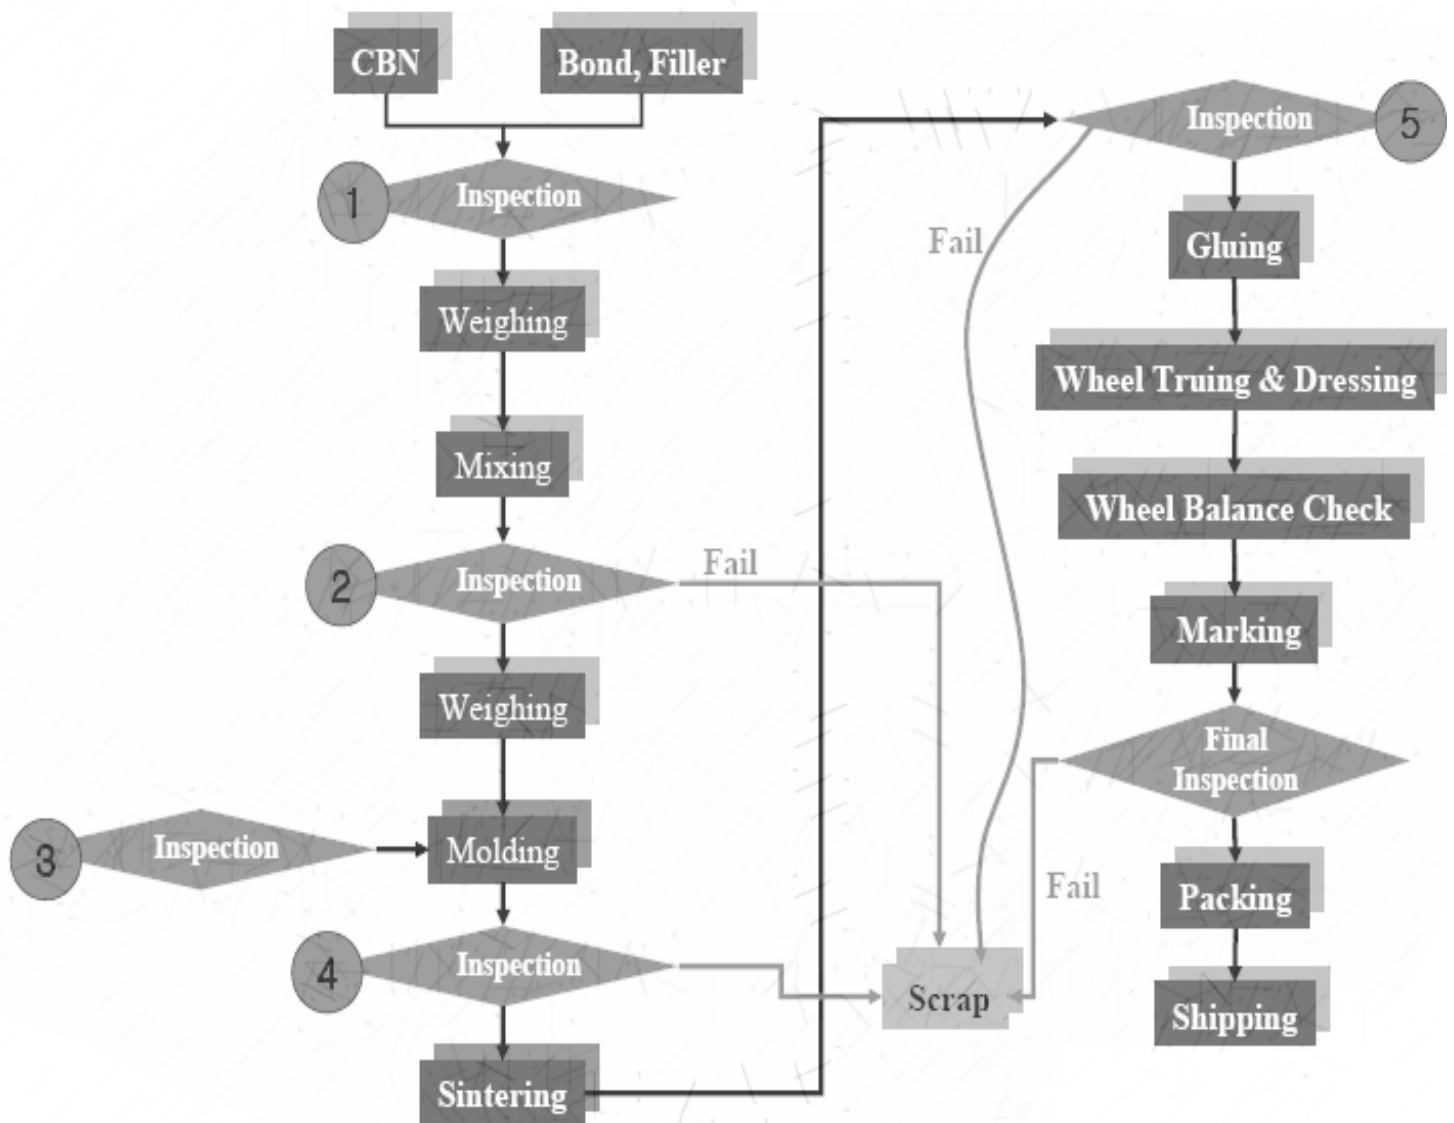 CBN
Bond, Filler
1
Inspection
Weighing
Mixing
2
Inspection
Fail
Weighing
3
Inspection
Molding
4
Inspection
Sintering
Scrap
Inspection
5
Fail
Gluing
Wheel Truing & Dressing
Wheel Balance Check
Marking
Final
Inspection
Fail
Packing
Shipping